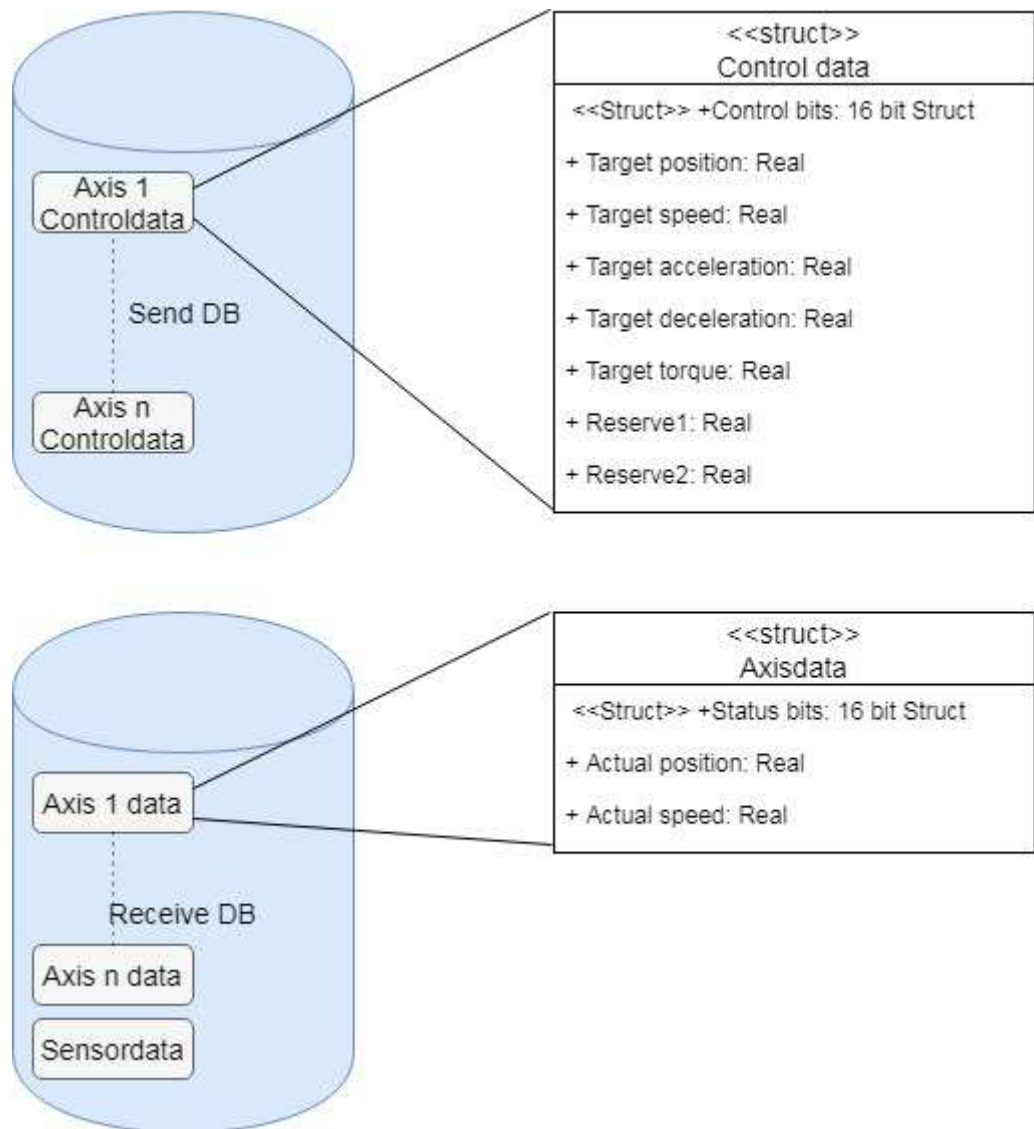 Axis 1
Controldata
Send DB
Axis n
Controldata
<<struct>>
Control data
<<Struct>> +Control bits: 16 bit Struct
+ Target position: Real
+ Target speed: Real
+ Target acceleration: Real
+ Target deceleration: Real
+ Target torque: Real
+ Reserve1: Real
+ Reserve2: Real
Axis 1 data
Receive DB
Axis n data
Sensordata
<<struct>>
Axisdata
<<Struct>> +Status bits: 16 bit Struct
+ Actual position: Real
+ Actual speed: Real